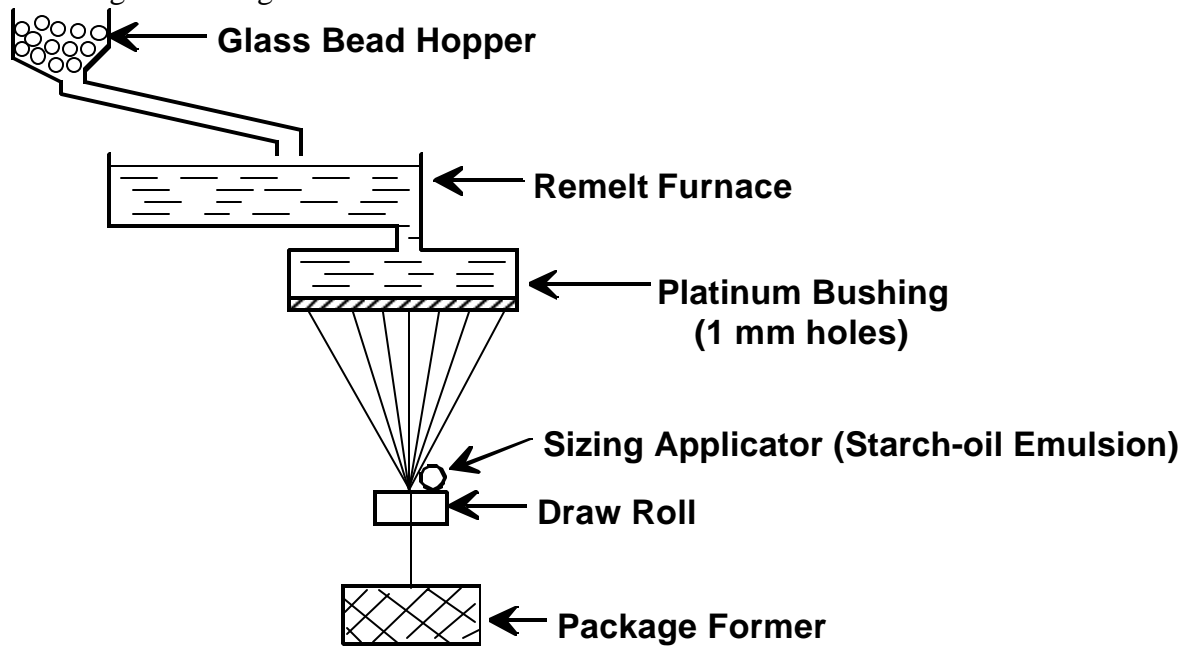 Glass Bead Hopper
Remelt Furnace
Platinum Bushing
(1 mm holes)
Sizing Applicator (Starch-oil Emulsion)
Draw Roll
Package Former